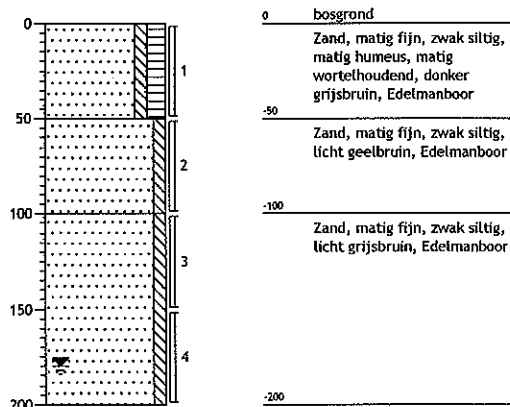 0
50
100
150
200
1
2
3
4
0 bosgrond
Zand, matig fijn, zwak siltig,
matig humeus, matig
wortelhoudend, donker
grijsbruin, Edelmanboor
-50
Zand, matig fijn, zwak siltig,
licht geelbruin, Edelmanboor
-100
Zand, matig fijn, zwak siltig,
licht grijsbruin, Edelmanboor
-200